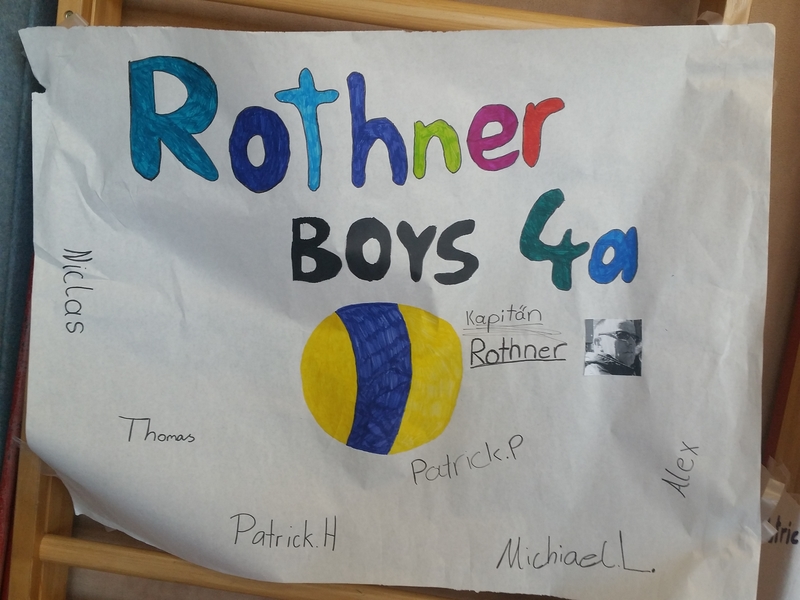 Rothner
BOYS 4a
Niclas
Kapitän
Rothner
Thomas
Patrick.P
Alex
Patrick.H
Michiael.L.